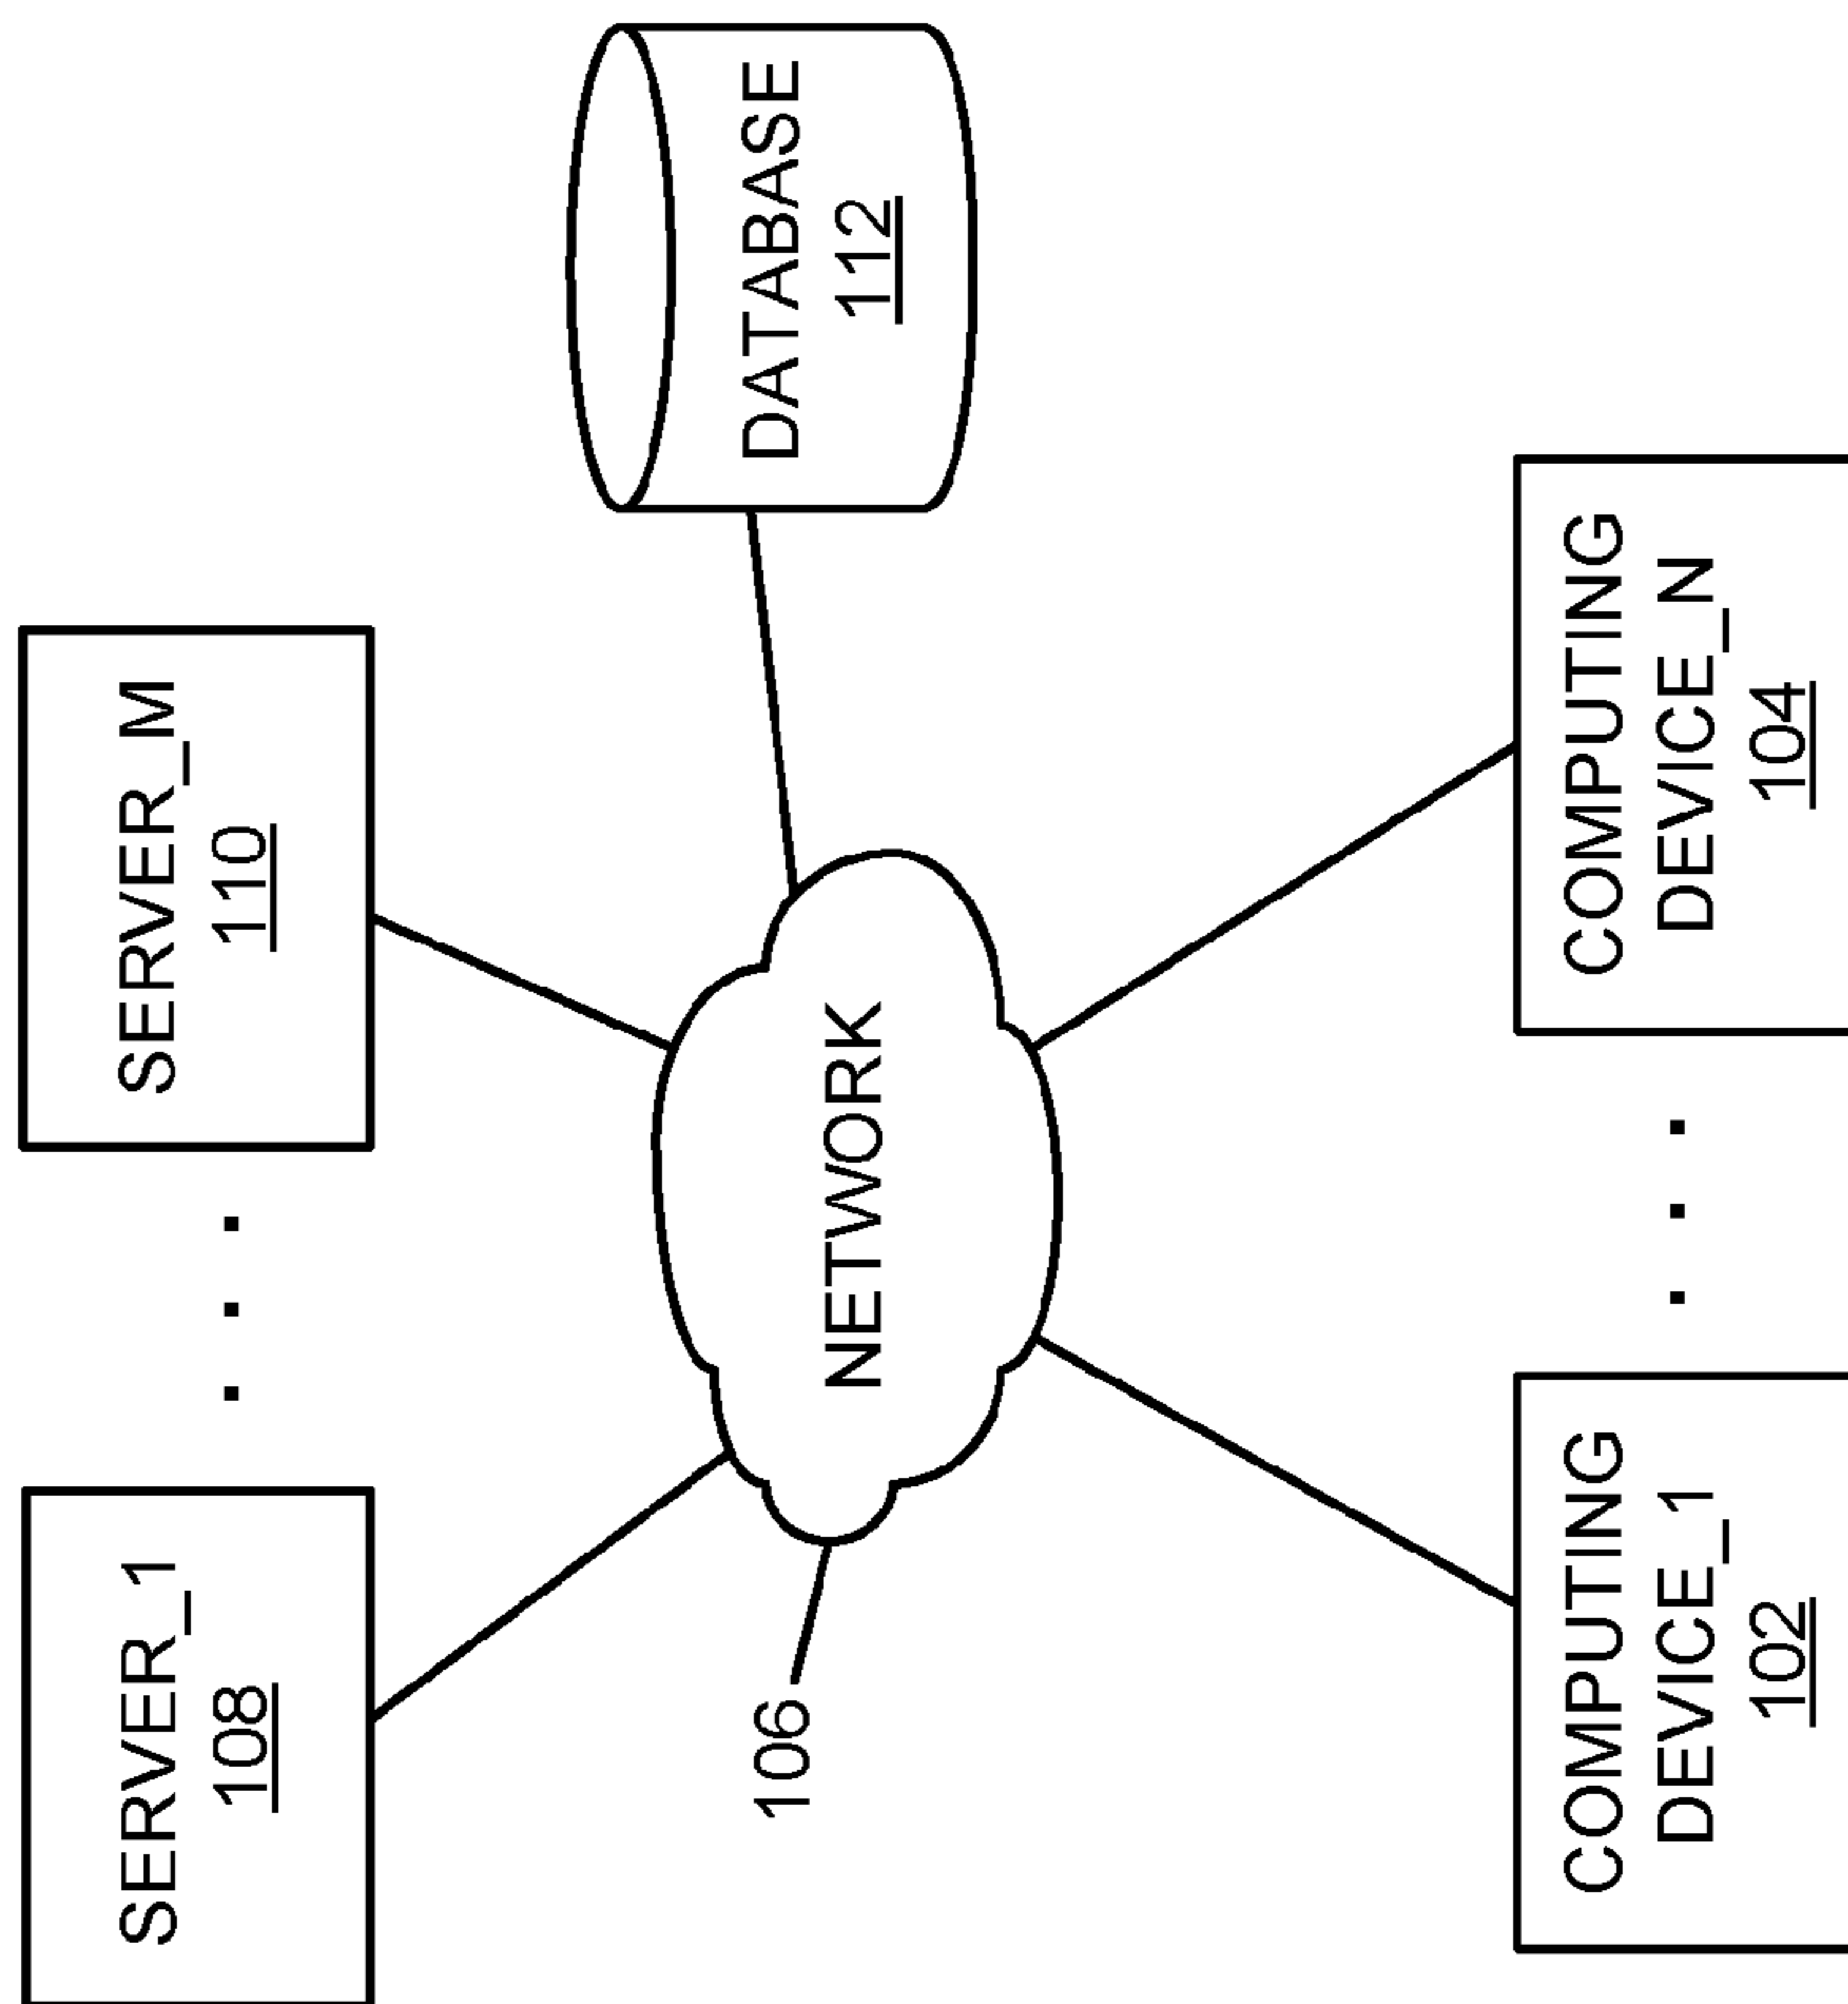 SERVER_1
108
SERVER_M
110
DATABASE
112
NETWORK
106
COMPUTING
DEVICE_1
102
COMPUTING
DEVICE_N
104